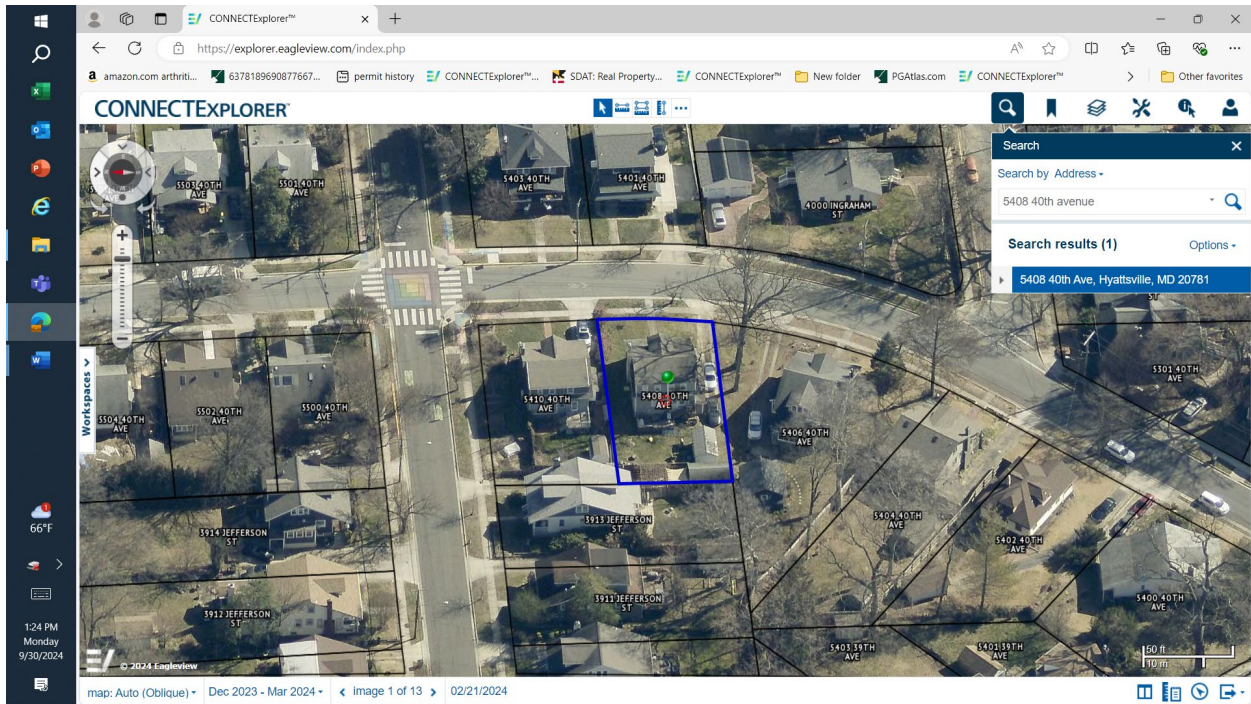 CONNECTExplorer™
https://explorer.eagleview.com/index.php
amazon.com arthriti...
6378189690877667...
permit history
CONNECTExplorer™...
SDAT: Real Property...
CONNECTExplorer™
New folder
PGAtlas.com
CONNECTExplorer™
Other favorites
CONNECTEXPLORER™
Search
Search by Address
5408 40th avenue
Search results (1)
Options
5408 40th Ave, Hyattsville, MD 20781
5503 40TH
AVE
5501 40TH
AVE
5403 40TH
AVE
5401 40TH
AVE
4000 INGRAHAM
ST
ST
5301 40TH
AVE
Workspaces
5504 40TH
AVE
5502 40TH
AVE
5500 40TH
AVE
5410 40TH
AVE
5408 40TH
AVE
5406 40TH
AVE
5404 40TH
AVE
5402 40TH
AVE
5400 40TH
AVE
3914 JEFFERSON
ST
3913 JEFFERSON
ST
3912 JEFFERSON
ST
3911 JEFFERSON
ST
5403 39TH
AVE
5401 39TH
AVE
50 ft
10 m
© 2024 Eagleview
map: Auto (Oblique)
Dec 2023 - Mar 2024
image 1 of 13
02/21/2024
1
66°F
1:24 PM
Monday
9/30/2024